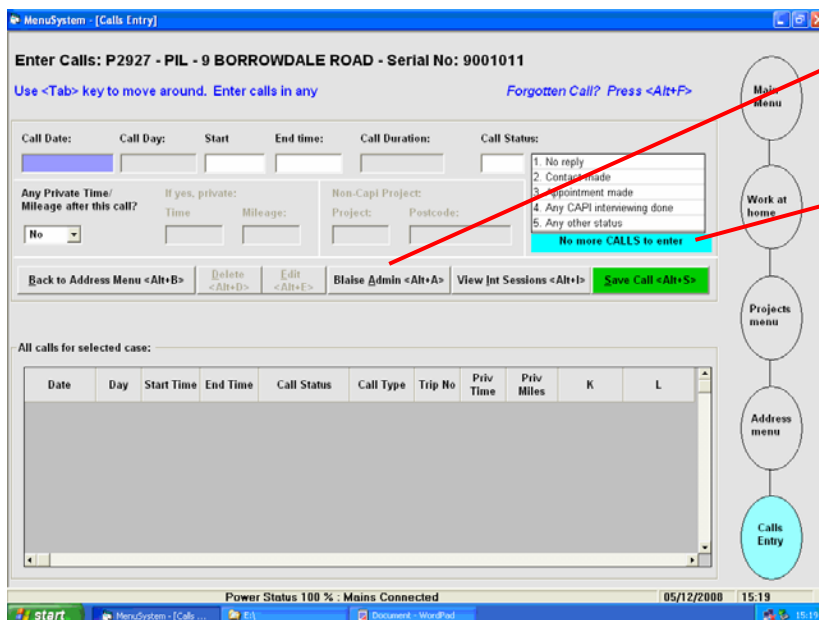 MenuSystem - [Calls Entry]
Enter Calls: P2927 - PIL - 9 BORROWDALE ROAD - Serial No: 9001011
Use <Tab> key to move around. Enter calls in any
Forgotten Call? Press <Alt+F>
Call Date: Call Day: Start End time: Call Duration: Call Status:
1. No reply
2. Contact made
3. Appointment made
4. Any CAPI interviewing done
5. Any other status
No more CALLS to enter
Any Private Time/
Mileage after this call?
No
If yes, private:
Time Mileage:
Non-Capi Project:
Project: Postcode:
Back to Address Menu <Alt+B>
Delete
<Alt+D>
Edit
<Alt+E>
Blaise Admin <Alt+A>
View Int Sessions <Alt+I>
Save Call <Alt+S>
All calls for selected case:
Date Day Start Time End Time Call Status Call Type Trip No Priv Time Priv Miles K L
Main
Menu
Work at
home
Projects
menu
Address
menu
Calls
Entry
Power Status 100 % : Mains Connected 05/12/2008 15:19
start MenuSystem - [Calls ... E:\ Document - WordPad 15:19